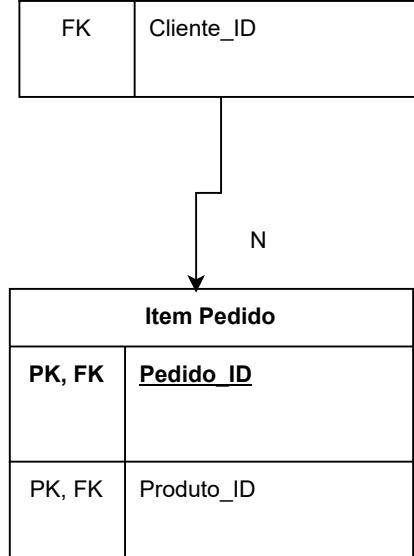 FK Cliente_ID
N
Item Pedido
PK, FK Pedido_ID
PK, FK Produto_ID